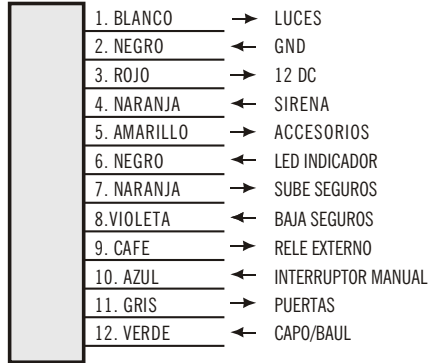 1. BLANCO → LUCES
2. NEGRO ← GND
3. ROJO → 12 DC
4. NARANJA ← SIRENA
5. AMARILLO → ACCESORIOS
6. NEGRO ← LED INDICADOR
7. NARANJA → SUBE SEGUROS
8.VIOLETA ← BAJA SEGUROS
9. CAFE → RELE EXTERNO
10. AZUL ← INTERRUPTOR MANUAL
11. GRIS → PUERTAS
12. VERDE ← CAPO/BAUL